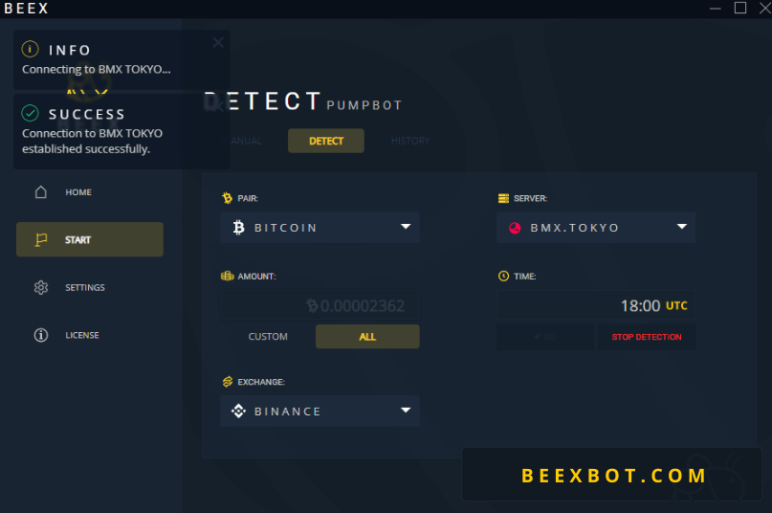 BEEX
INFO
Connecting to BMX TOKYO...
SUCCESS
Connection to BMX TOKYO
established successfully.
DETECT PUMPBOT
MANUAL DETECT HISTORY
HOME
START
SETTINGS
LICENSE
PAIR:
BITCOIN
SERVER:
BMX.TOKYO
AMOUNT:
0.00002362
CUSTOM ALL
TIME:
18:00 UTC
STOP DETECTION
EXCHANGE:
BINANCE
BEEXBOT.COM